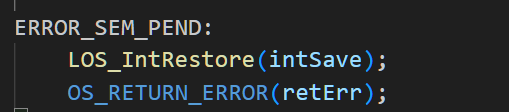 ERROR_SEM_PEND:
LOS_IntRestore(intSave);
OS_RETURN_ERROR(retErr);